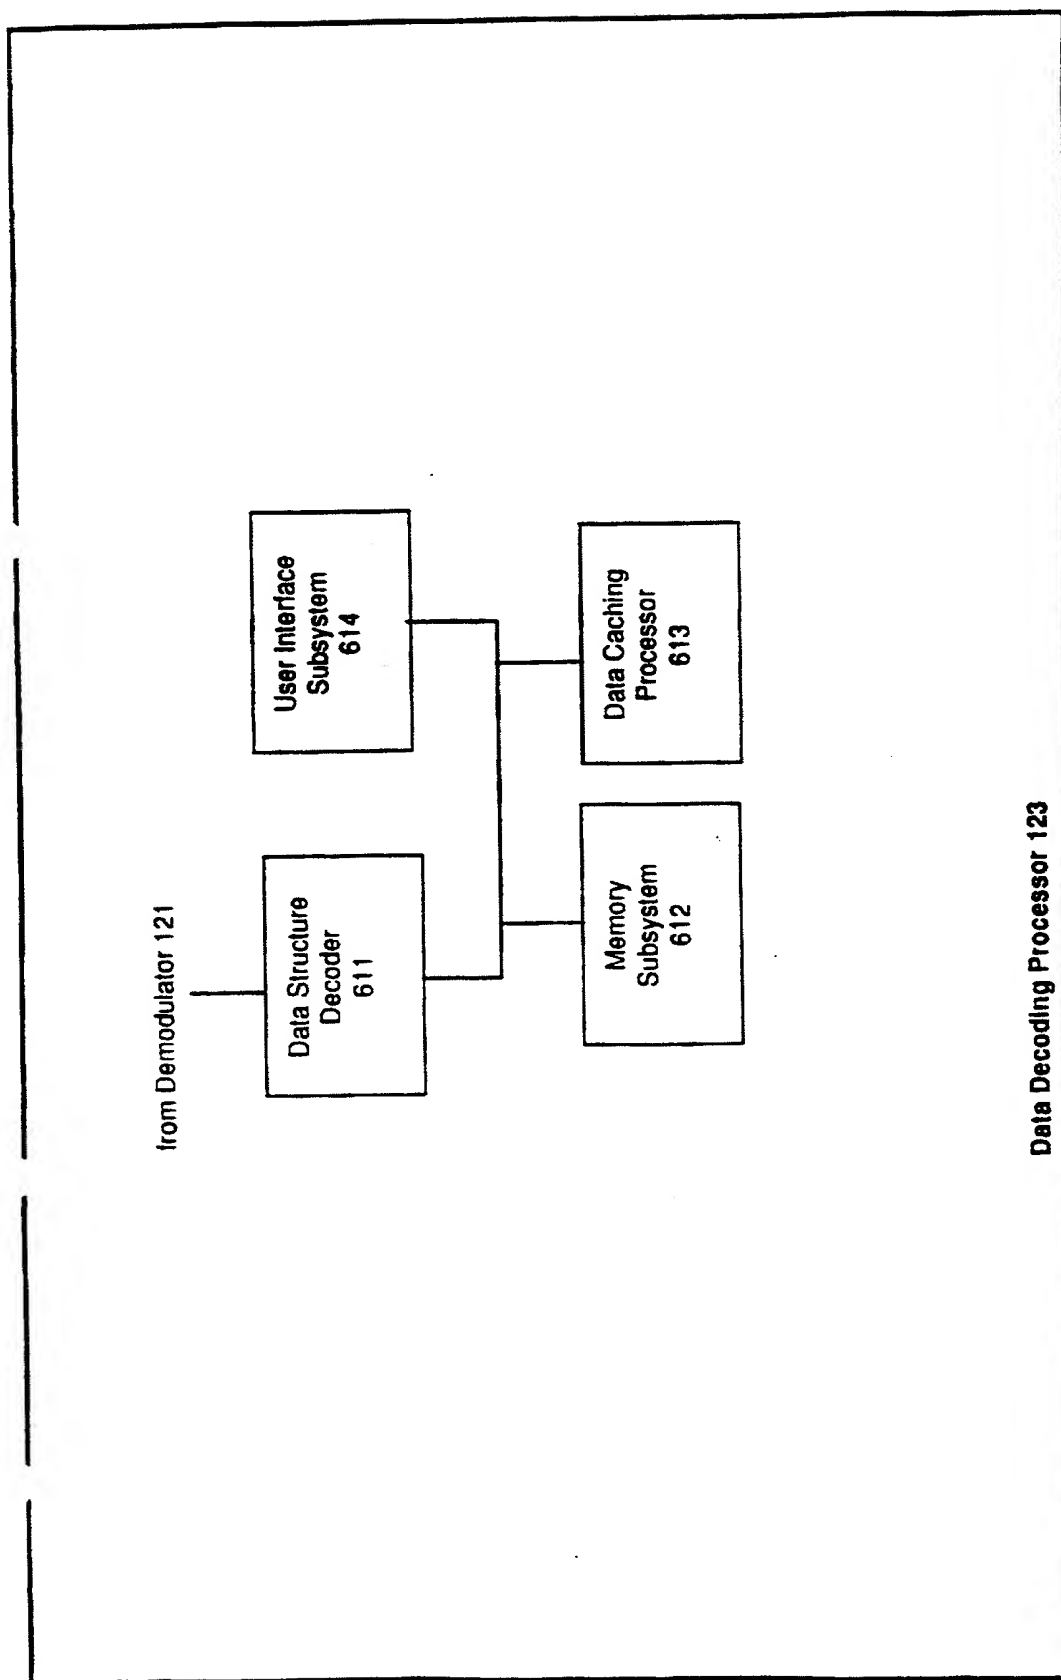 from Demodulator 121
Data Structure
Decoder
611
User Interface
Subsystem
614
Memory
Subsystem
612
Data Caching
Processor
613
Data Decoding Processor 123